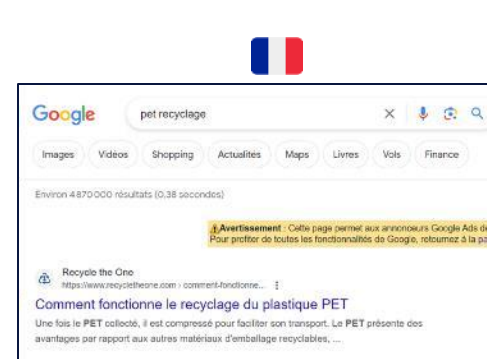 Google
pet recyclage
Images Vidéos Shopping Actualités Maps Livres Vols Finance
Environ 4 870 000 résultats (0,38 secondes)
Avertissement : Cette page permet aux annonceurs Google Ads de
Pour profiter de toutes les fonctionnalités de Google, retournez à la
Recycle the One
https://www.recycletheone.com › comment-fonctionne...
Comment fonctionne le recyclage du plastique PET
Une fois le PET collecté, il est compressé pour faciliter son transport. Le PET présente des
avantages par rapport aux autres matériaux d'emballage recyclables, ...